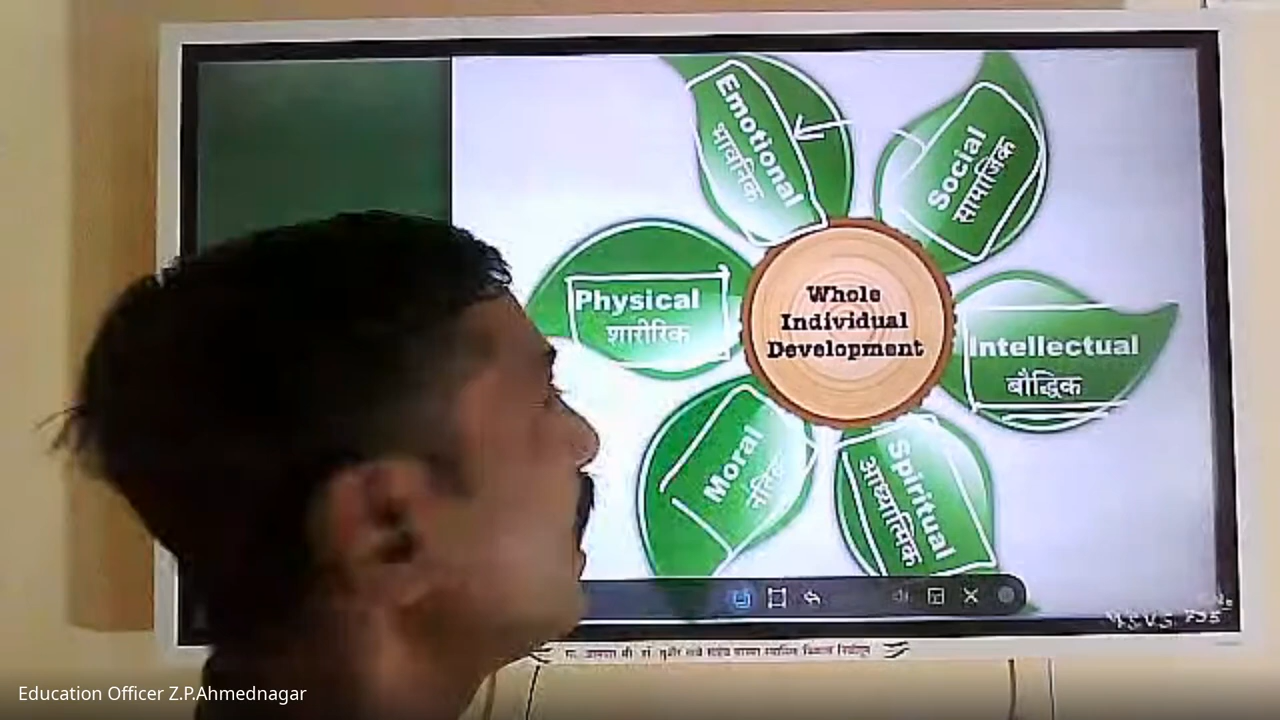 Emotional
भावनिक
Social
सामाजिक
Physical
शारीरिक
Whole
Individual
Development
Intellectual
बौद्धिक
Moral
Spiritual
आध्यात्मिक
Education Officer Z.P.Ahmednagar